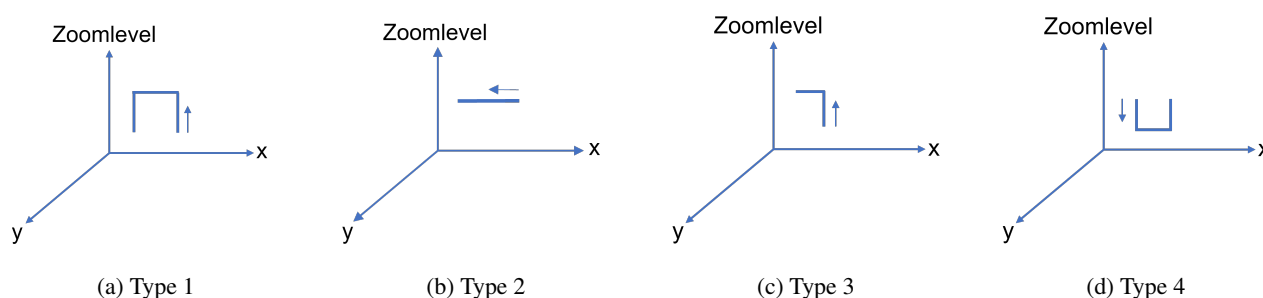 Zoomlevel
x
y
(a) Type 1
Zoomlevel
x
y
(b) Type 2
Zoomlevel
x
y
(c) Type 3
Zoomlevel
x
y
(d) Type 4